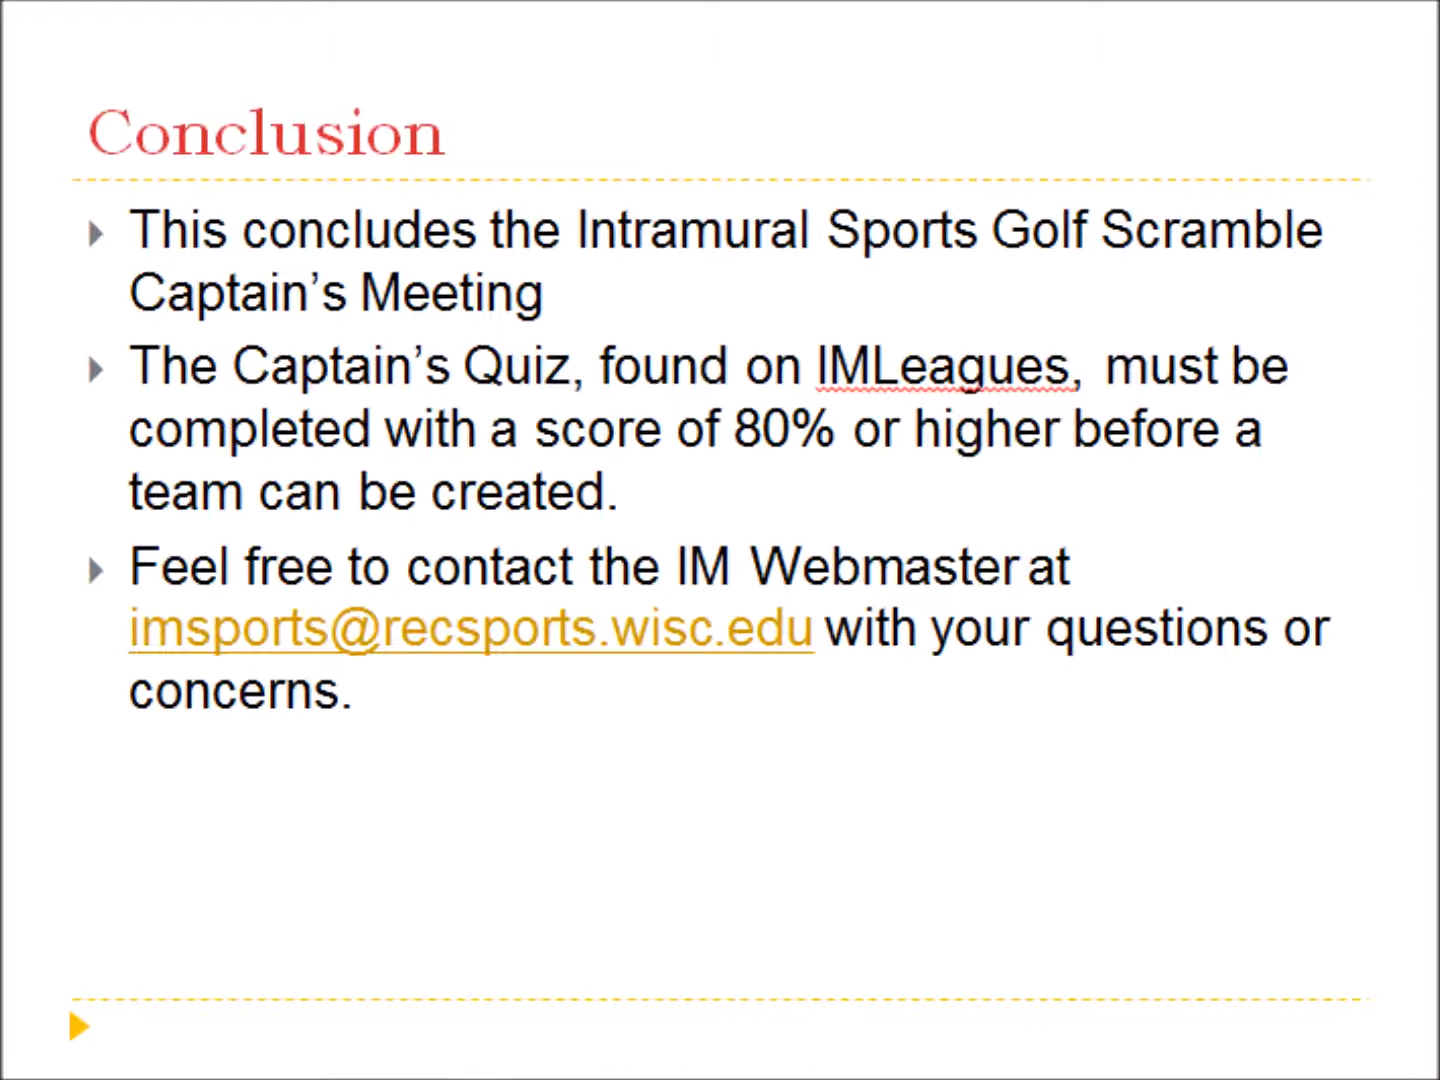 Conclusion
This concludes the Intramural Sports Golf Scramble
Captain’s Meeting
The Captain’s Quiz, found on IMLeagues, must be
completed with a score of 80% or higher before a
team can be created.
Feel free to contact the IM Webmaster at
imsports@recsports.wisc.edu with your questions or
concerns.